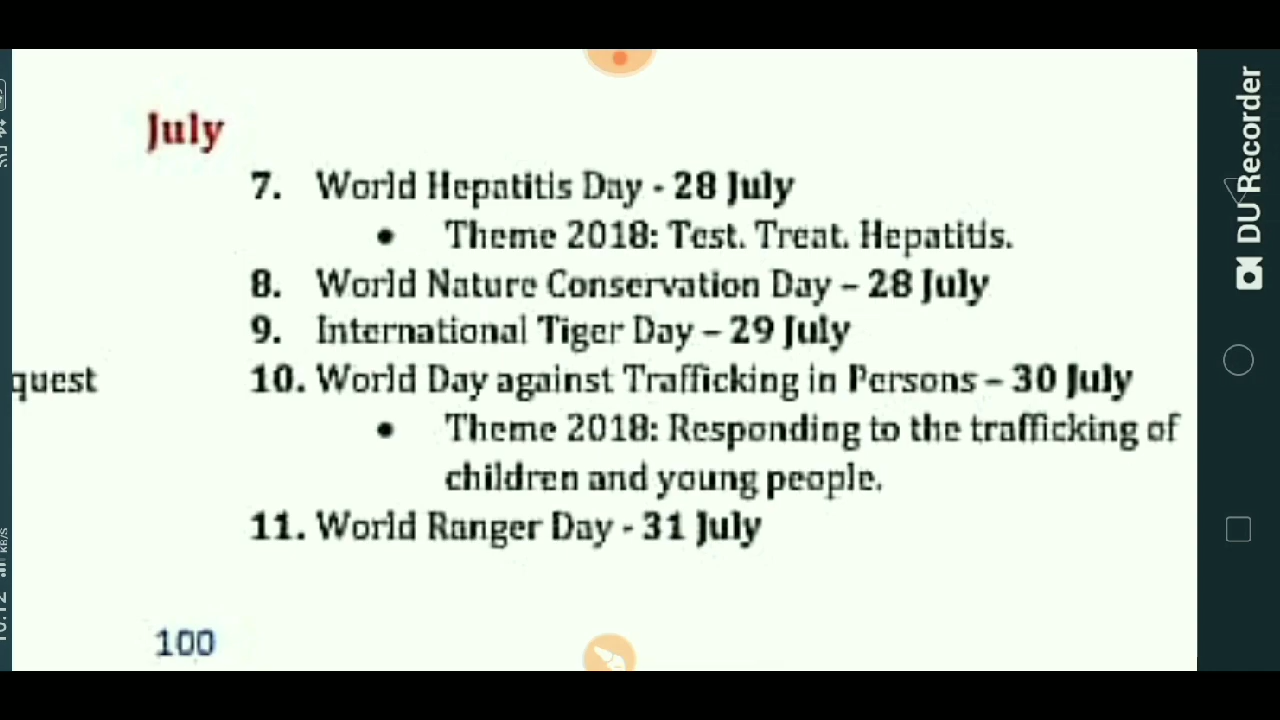 July
7. World Hepatitis Day - 28 July
• Theme 2018: Test. Treat. Hepatitis.
8. World Nature Conservation Day – 28 July
9. International Tiger Day – 29 July
quest
10. World Day against Trafficking in Persons – 30 July
• Theme 2018: Responding to the trafficking of
children and young people.
11. World Ranger Day - 31 July
100
DU Recorder
KB/S